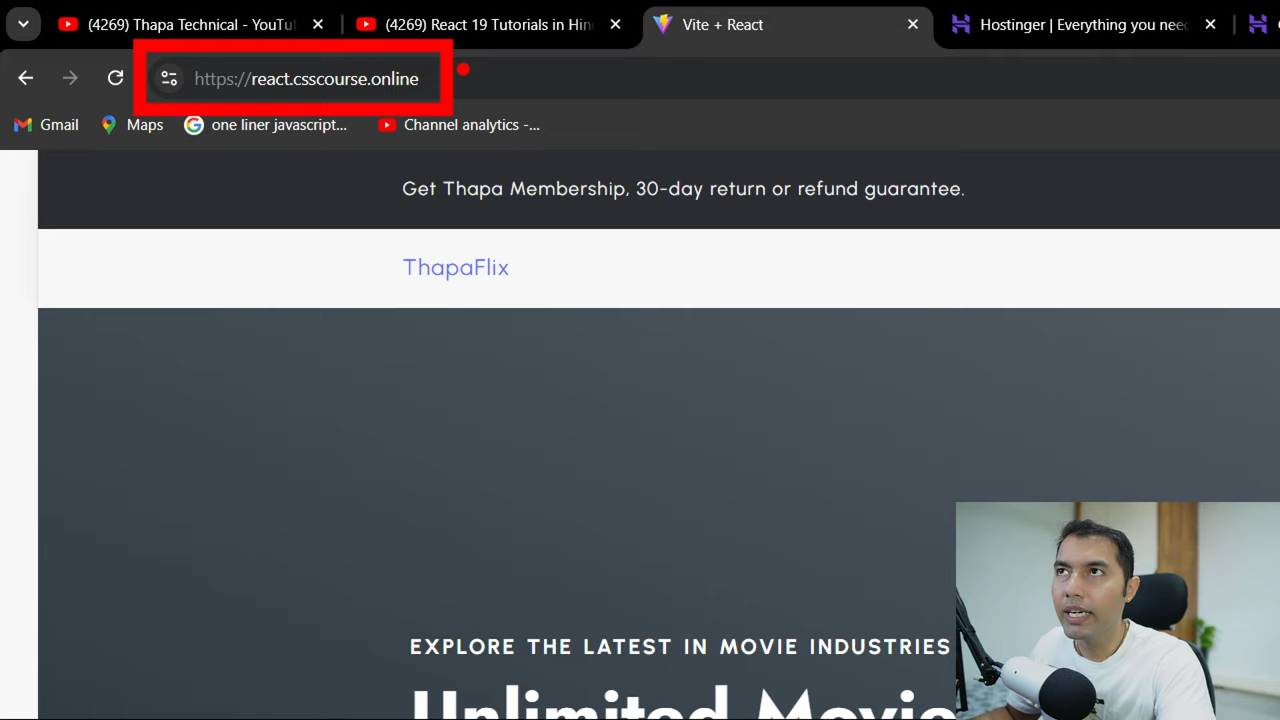 (4269) Thapa Technical - YouTu
(4269) React 19 Tutorials in Hin
Vite + React
Hostinger | Everything you nee
https://react.csscourse.online
Gmail
Maps
one liner javascript...
Channel analytics -...
Get Thapa Membership, 30-day return or refund guarantee.
ThapaFlix
EXPLORE THE LATEST IN MOVIE INDUSTRIES
Unlimited Movie